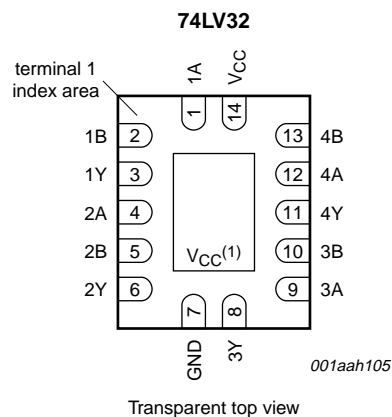 74LV32
terminal 1
index area
1A
VCC
1
14
1B 2
13 4B
1Y 3
12 4A
2A 4
11 4Y
2B 5
10 3B
2Y 6
9 3A
VCC(1)
7
8
GND
3Y
001aah105
Transparent top view